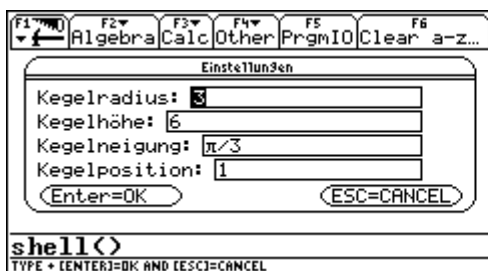 F1 F2 F3 F4 F5 F6
Algebra Calc Other PrgmIO Clear a-z…
Einstellungen
Kegelradius: 3
Kegelhöhe: 6
Kegelneigung: π/3
Kegelposition: 1
Enter=OK ESC=CANCEL
shell()
TYPE + [ENTER]=OK AND [ESC]=CANCEL